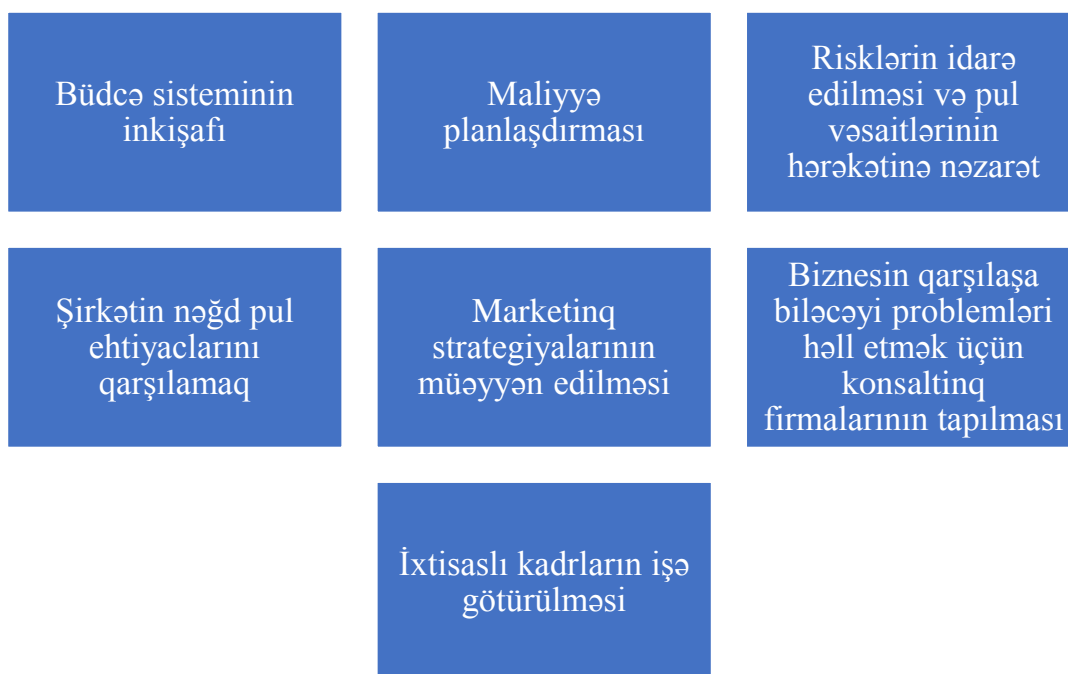 Büdcə sisteminin
inkişafı
Maliyyə
planlaşdırması
Risklərin idarə
edilməsi və pul
vəsaitlərinin
hərəkətinə nəzarət
Şirkətin nəğd pul
ehtiyaclarını
qarşılamaq
Marketinq
strategiyalarının
müəyyən edilməsi
Biznesin qarşılaşa
biləcəyi problemləri
həll etmək üçün
konsaltinq
firmalarının tapılması
İxtisaslı kadrların işə
götürülməsi